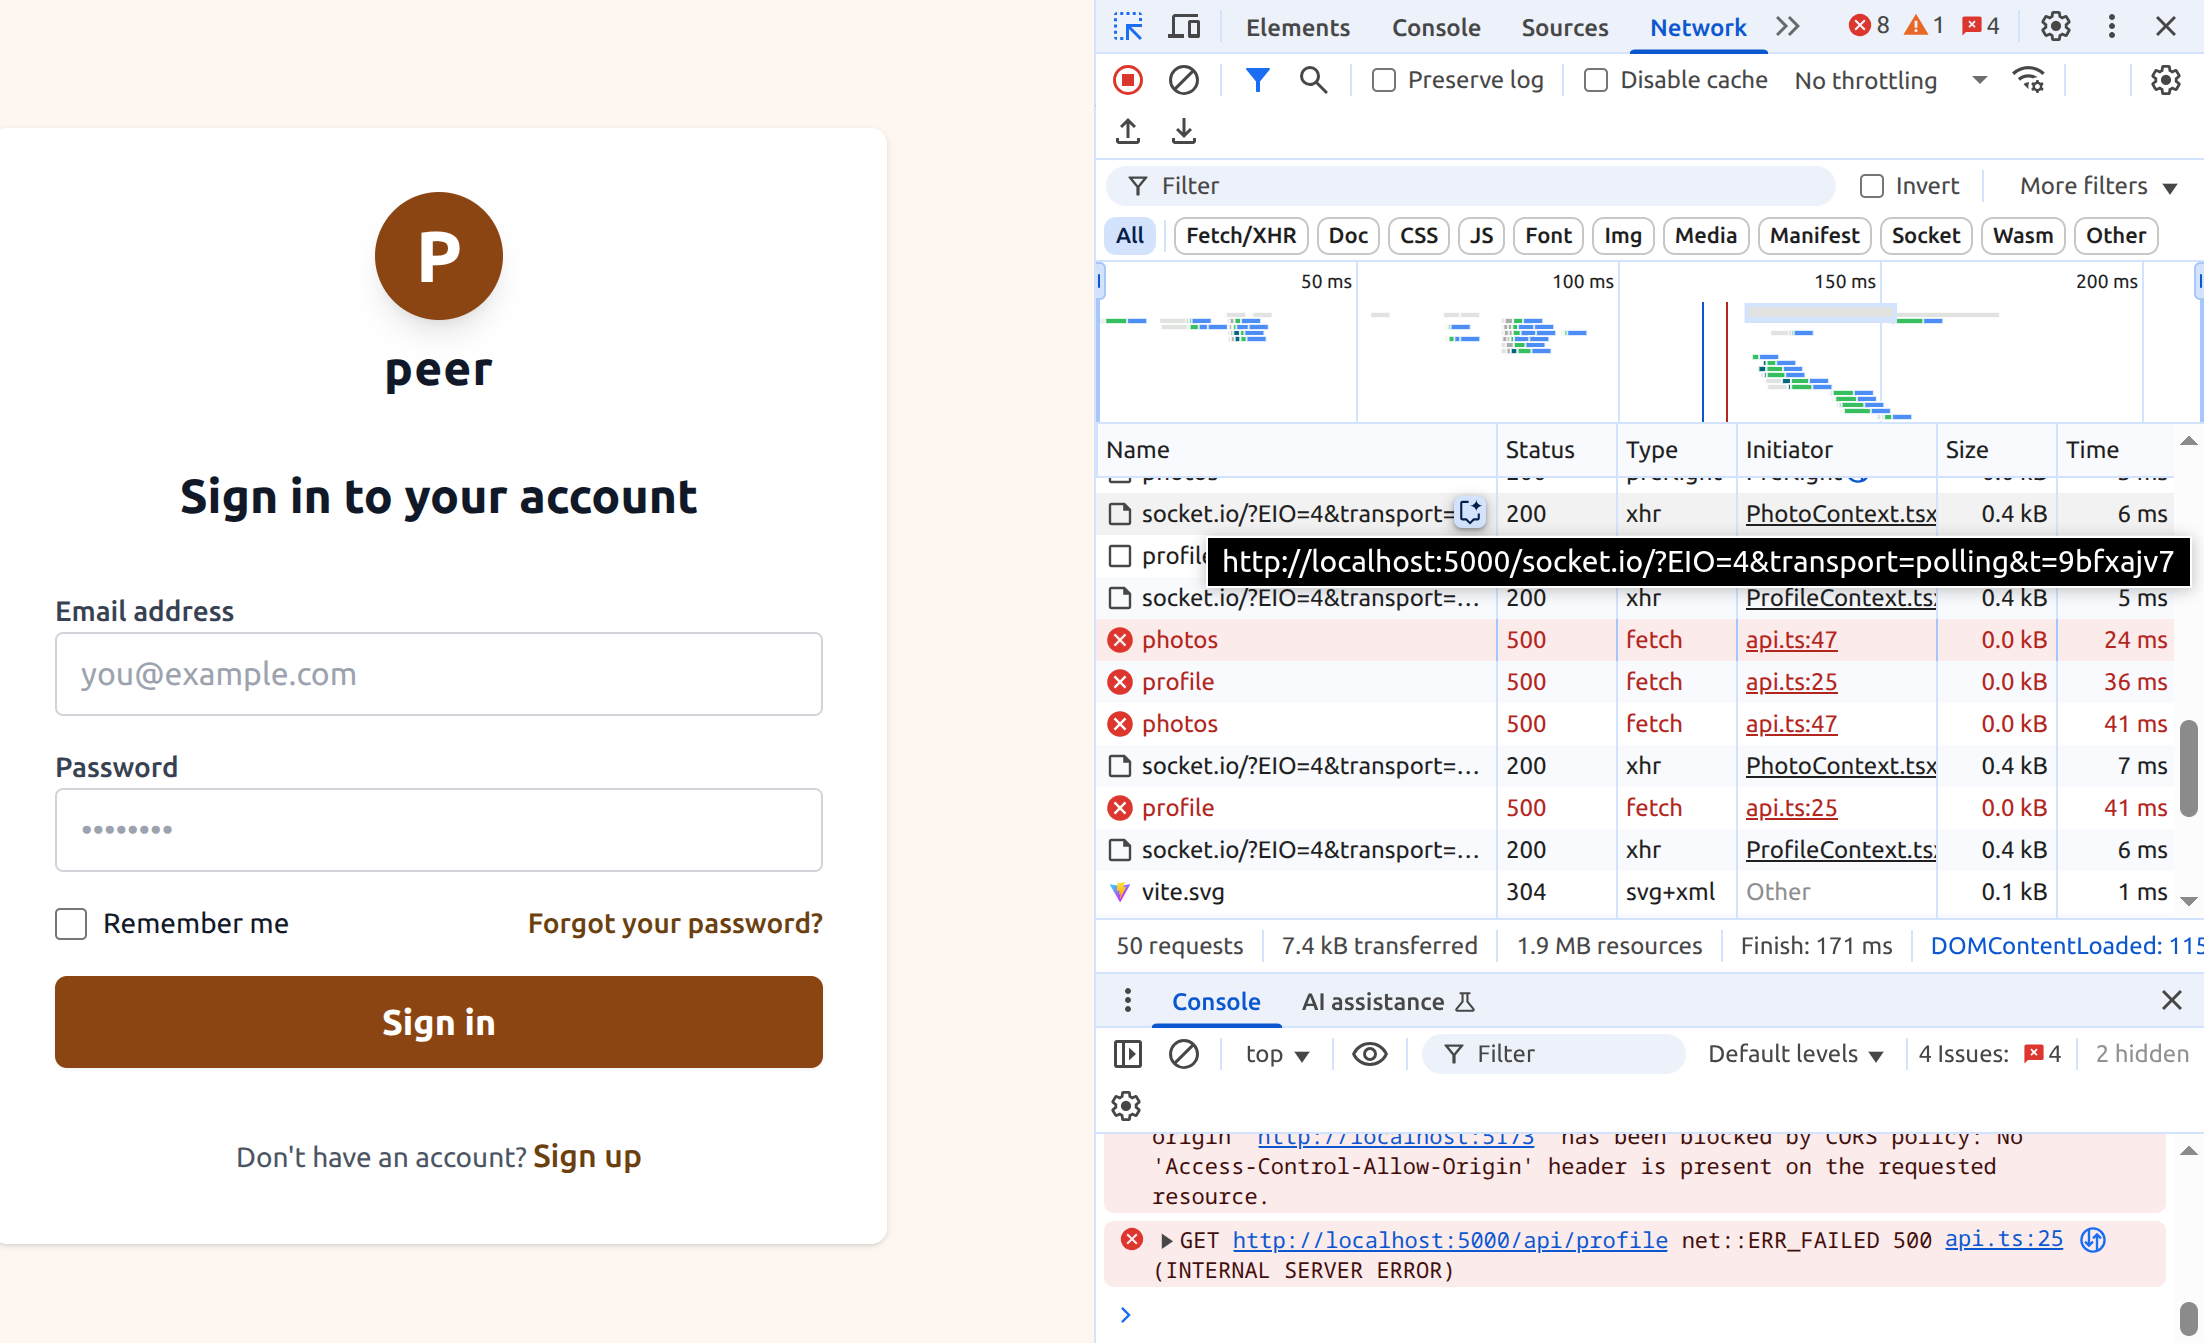 P
peer
Sign in to your account
Email address
you@example.com
Password
••••••••
Remember me
Forgot your password?
Sign in
Don't have an account? Sign up
Elements Console Sources Network 8 1 4
Preserve log Disable cache No throttling
Filter Invert More filters
All Fetch/XHR Doc CSS JS Font Img Media Manifest Socket Wasm Other
50 ms 100 ms 150 ms 200 ms
Name Status Type Initiator Size Time
photos 200 preflight Preflight 0.0 kB
socket.io/?EIO=4&transport= 200 xhr PhotoContext.tsx 0.4 kB 6 ms
profile
http://localhost:5000/socket.io/?EIO=4&transport=polling&t=9bfxajv7
socket.io/?EIO=4&transport=... 200 xhr ProfileContext.ts 0.4 kB 5 ms
photos 500 fetch api.ts:47 0.0 kB 24 ms
profile 500 fetch api.ts:25 0.0 kB 36 ms
photos 500 fetch api.ts:47 0.0 kB 41 ms
socket.io/?EIO=4&transport=... 200 xhr PhotoContext.tsx 0.4 kB 7 ms
profile 500 fetch api.ts:25 0.0 kB 41 ms
socket.io/?EIO=4&transport=... 200 xhr ProfileContext.ts 0.4 kB 6 ms
vite.svg 304 svg+xml Other 0.1 kB 1 ms
50 requests 7.4 kB transferred 1.9 MB resources Finish: 171 ms DOMContentLoaded: 115
Console AI assistance
top Filter Default levels 4 Issues: 4 2 hidden
origin 'http://localhost:5173' has been blocked by CORS policy: No
'Access-Control-Allow-Origin' header is present on the requested
resource.
GET http://localhost:5000/api/profile net::ERR_FAILED 500 api.ts:25
(INTERNAL SERVER ERROR)